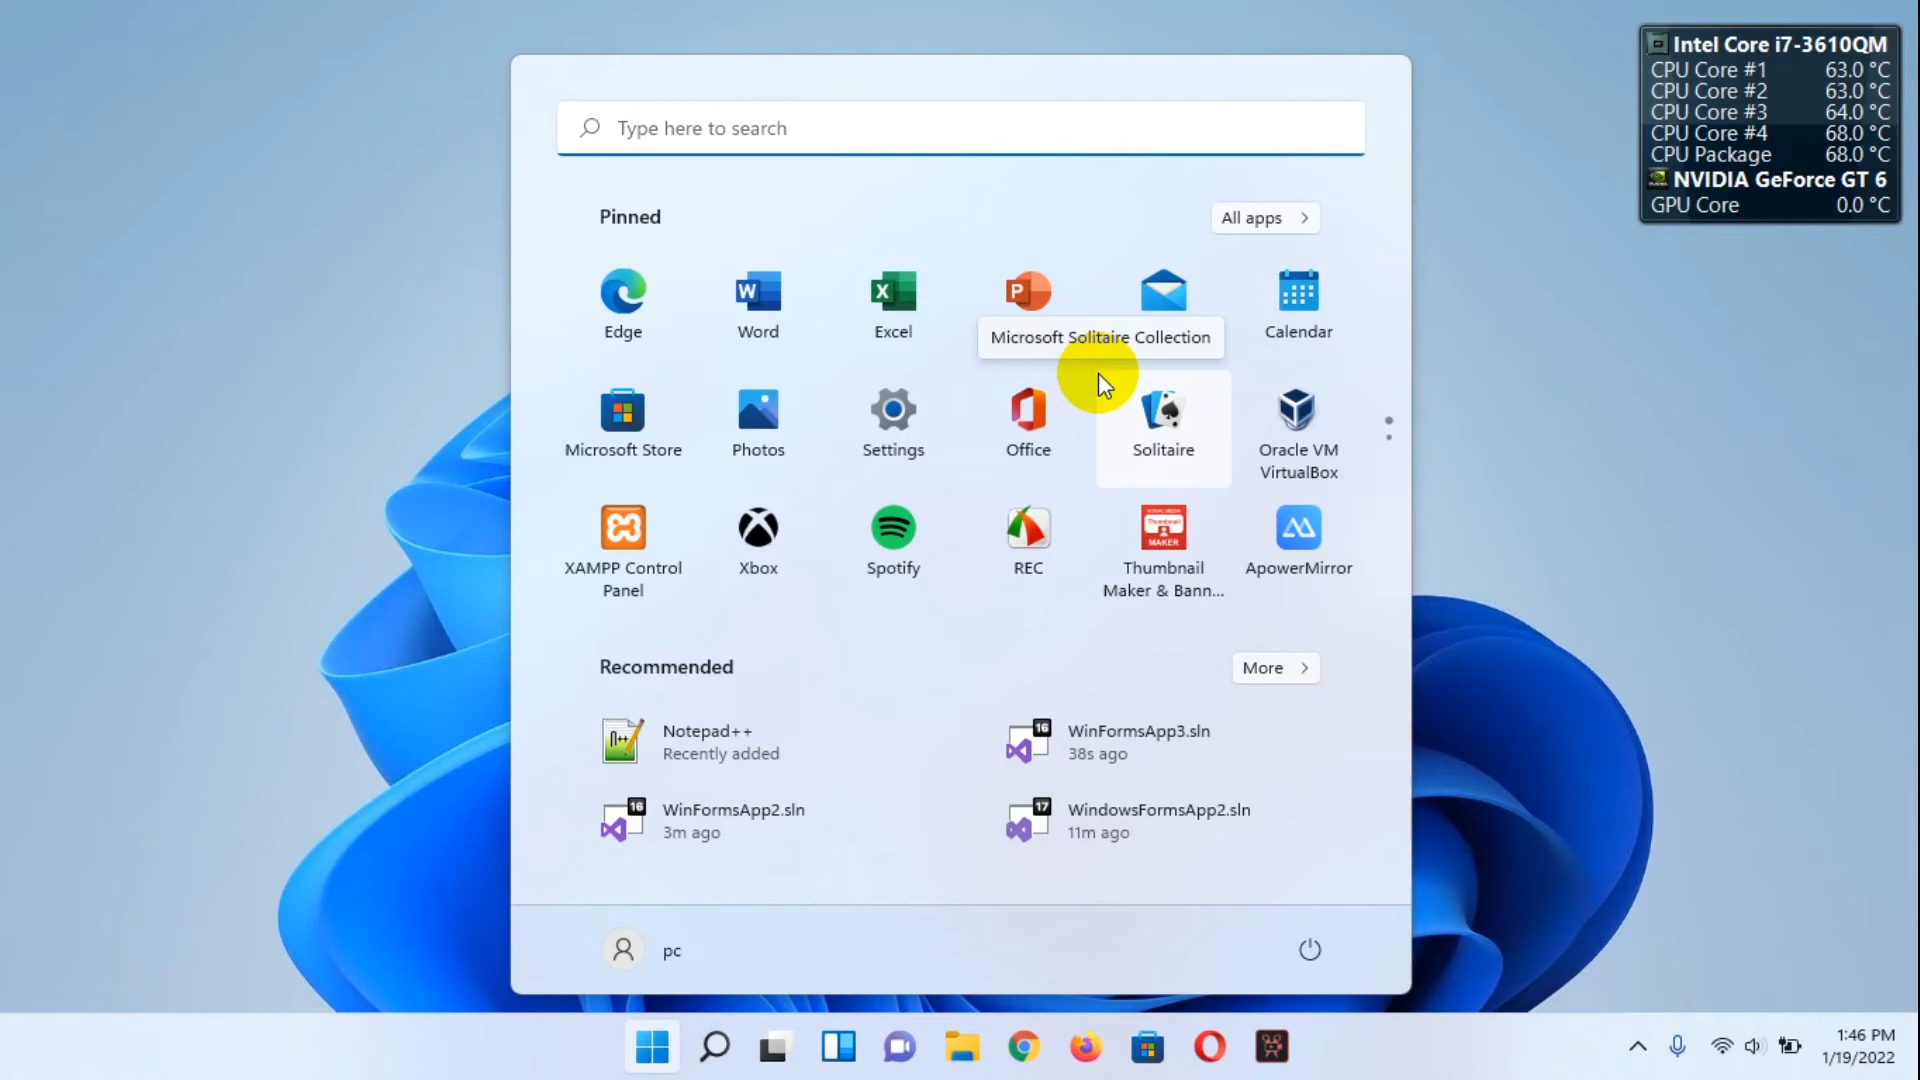 Intel Core i7-3610QM
CPU Core #1 63.0 °C
CPU Core #2 63.0 °C
CPU Core #3 64.0 °C
CPU Core #4 68.0 °C
CPU Package 68.0 °C
NVIDIA GeForce GT 6
GPU Core 0.0 °C
Type here to search
Pinned
All apps
Edge
Word
Excel
Microsoft Solitaire Collection
Calendar
Microsoft Store
Photos
Settings
Office
Solitaire
Oracle VM
VirtualBox
XAMPP Control
Panel
Xbox
Spotify
REC
Thumbnail
Maker & Bann...
ApowerMirror
Recommended
More
Notepad++
Recently added
WinFormsApp3.sln
38s ago
WinFormsApp2.sln
3m ago
WindowsFormsApp2.sln
11m ago
pc
1:46 PM
1/19/2022